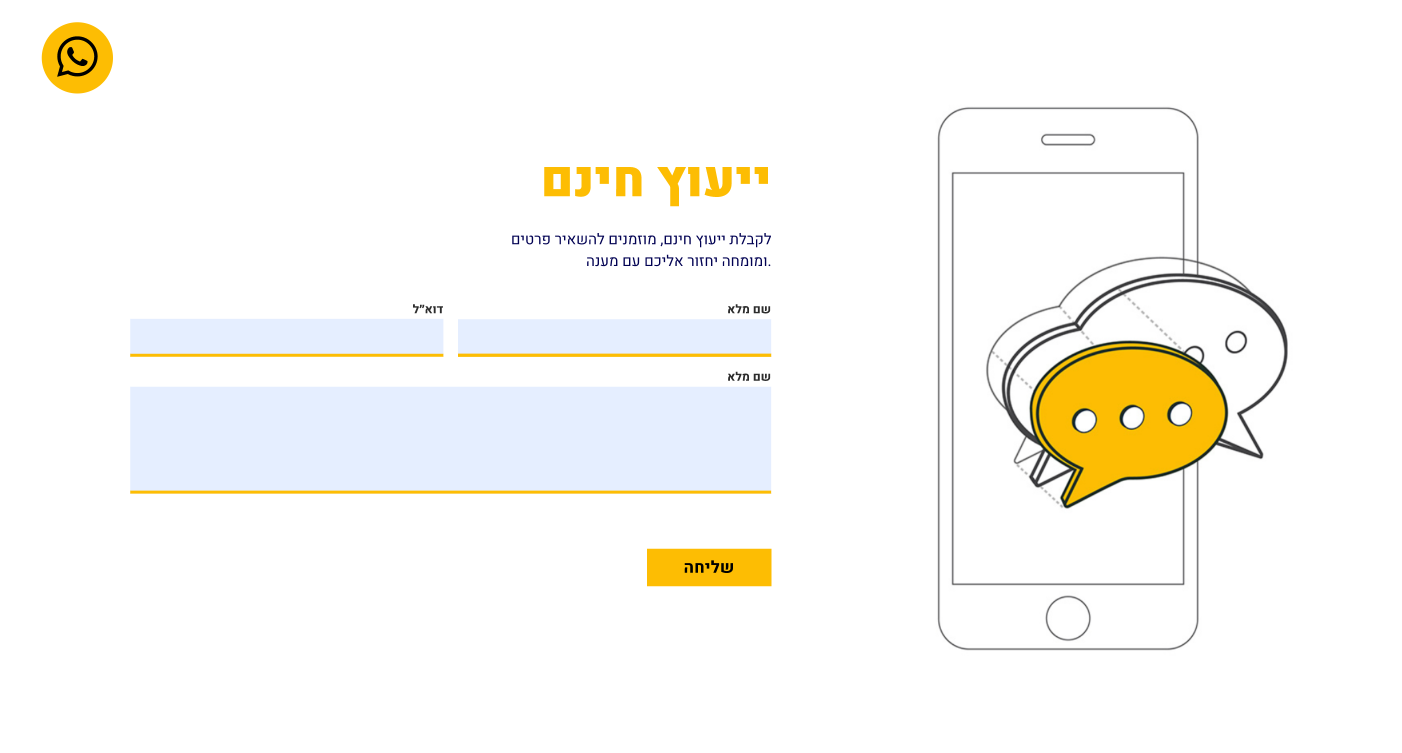 ייעוץ חינם
לקבלת ייעוץ חינם, מוזמנים להשאיר פרטים
.ומומחה יחזור אליכם עם מענה
שם מלא
דוא״ל
שם מלא
שליחה